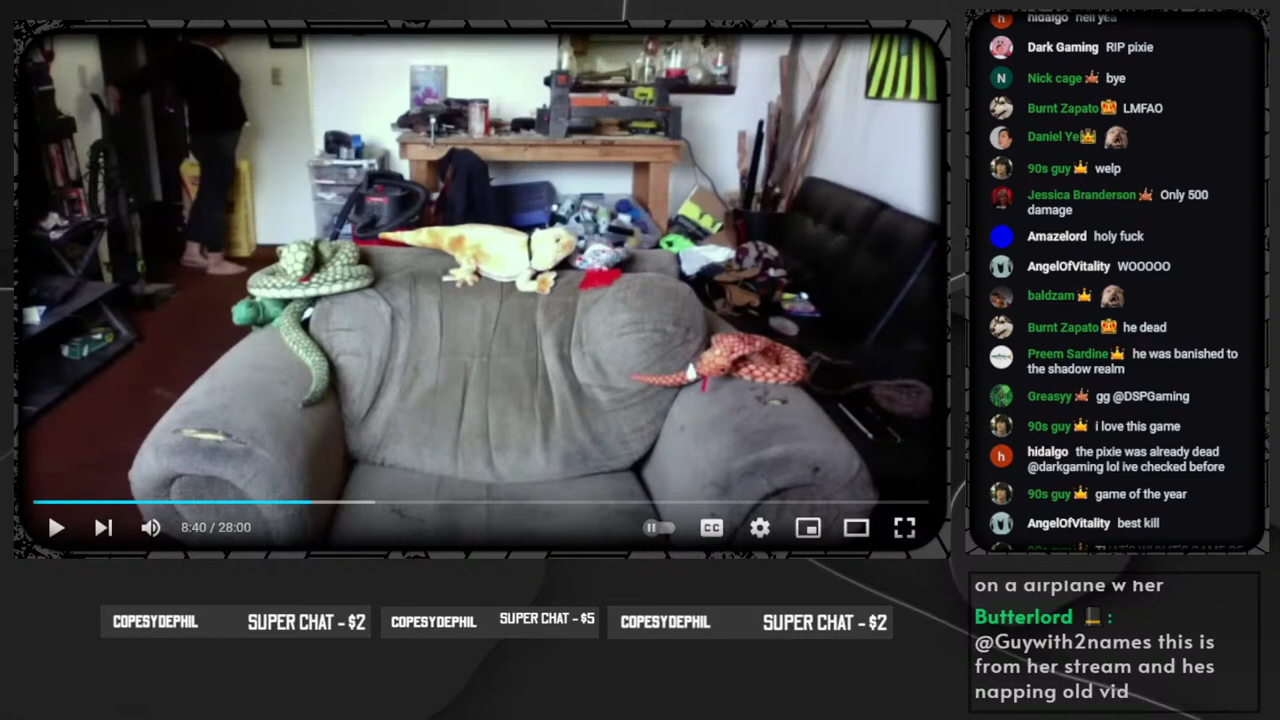 hidalgo hell yea
Dark Gaming RIP pixie
Nick cage bye
Burnt Zapato LMFAO
Daniel Ye
90s guy welp
Jessica Branderson Only 500
damage
Amazelord holy fuck
AngelOfVitality WOOOOO
baldzam
Burnt Zapato he dead
Preem Sardine he was banished to
the shadow realm
Greasyy gg @DSPGaming
90s guy i love this game
h hidalgo the pixie was already dead
@darkgaming lol ive checked before
90s guy game of the year
AngelOfVitality best kill
8:40 / 28:00
CC
COPESYDEPHIL SUPER CHAT - $2
COPESYDEPHIL SUPER CHAT - $5
COPESYDEPHIL SUPER CHAT - $2
on a airplane w her
Butterlord :
@Guywith2names this is
from her stream and hes
napping old vid